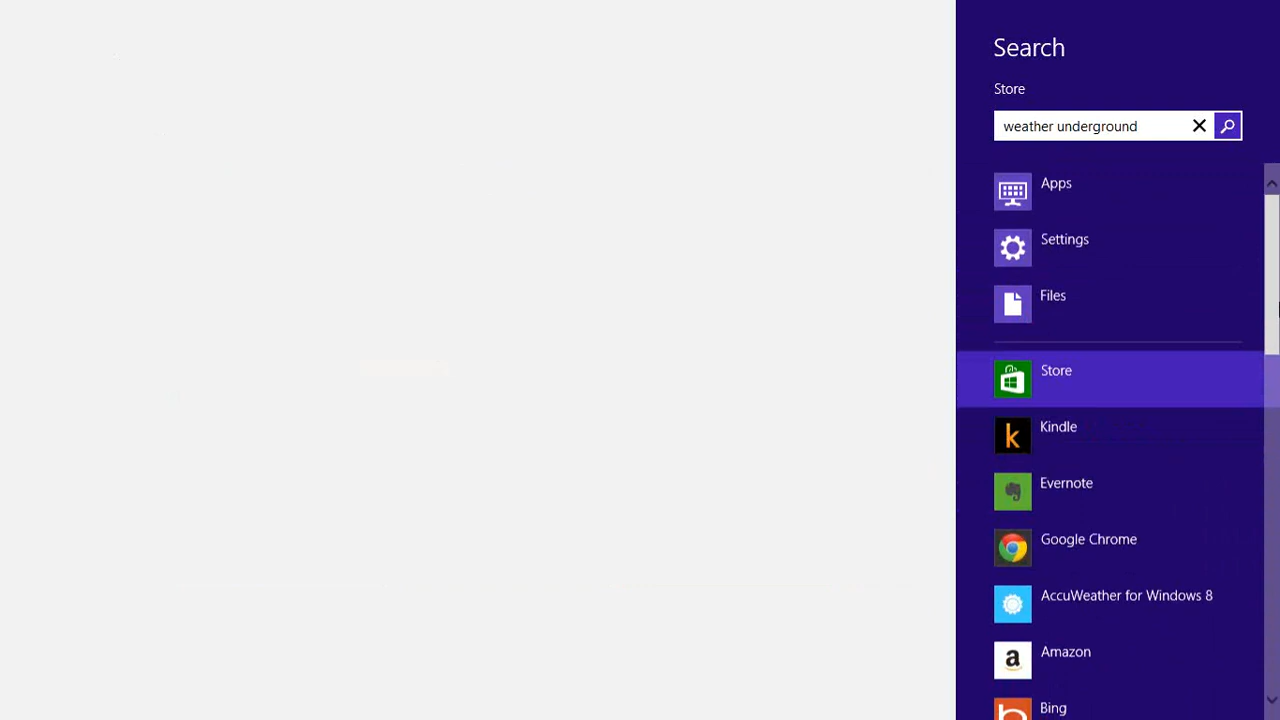 Search
Store
weather underground
Apps
Settings
Files
Store
Kindle
Evernote
Google Chrome
AccuWeather for Windows 8
Amazon
Bing